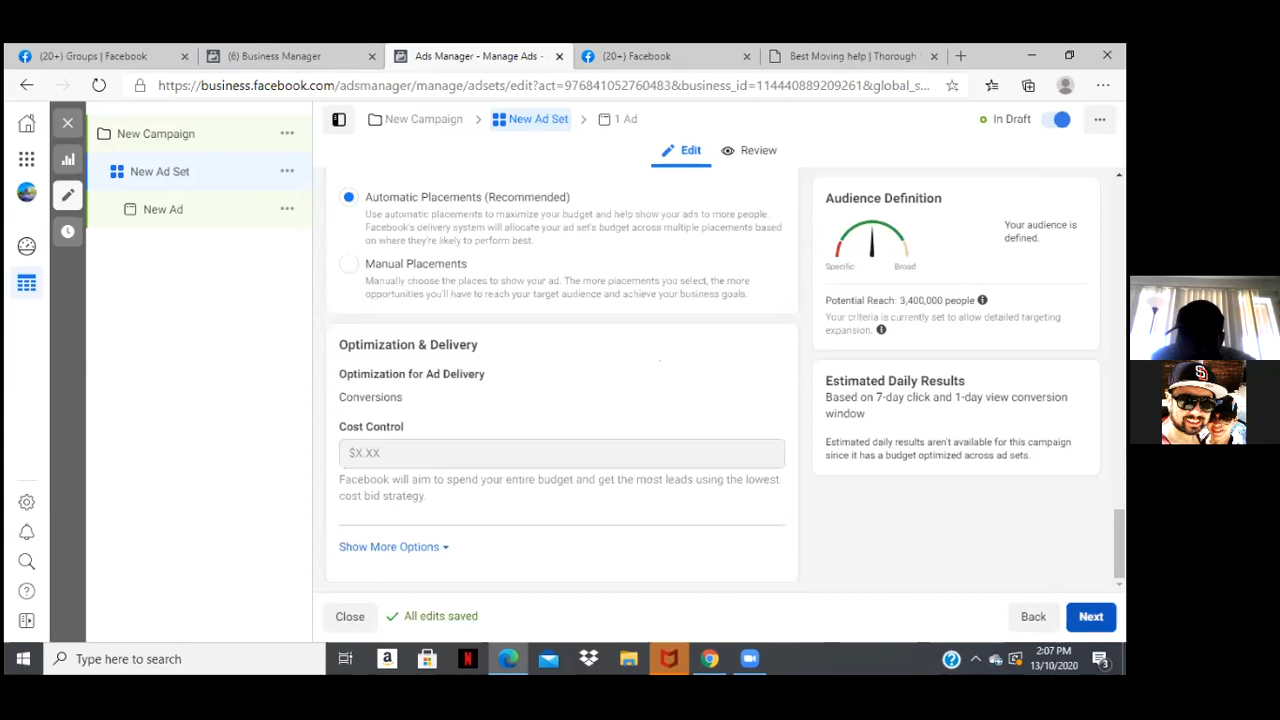 (20+) Groups | Facebook
(6) Business Manager
Ads Manager - Manage Ads -
(20+) Facebook
Best Moving help | Thorough
https://business.facebook.com/adsmanager/manage/adsets/edit?act=976841052760483&business_id=114440889209261&global_s...
New Campaign
New Ad Set
New Ad
New Campaign > New Ad Set > 1 Ad
In Draft
Edit
Review
Automatic Placements (Recommended)
Use automatic placements to maximize your budget and help show your ads to more people.
Facebook's delivery system will allocate your ad set's budget across multiple placements based
on where they're likely to perform best.
Manual Placements
Manually choose the places to show your ad. The more placements you select, the more
opportunities you'll have to reach your target audience and achieve your business goals.
Optimization & Delivery
Optimization for Ad Delivery
Conversions
Cost Control
$X.XX
Facebook will aim to spend your entire budget and get the most leads using the lowest
cost bid strategy.
Show More Options
Audience Definition
Your audience is
defined.
Specific
Broad
Potential Reach: 3,400,000 people
Your criteria is currently set to allow detailed targeting
expansion.
Estimated Daily Results
Based on 7-day click and 1-day view conversion
window
Estimated daily results aren't available for this campaign
since it has a budget optimized across ad sets.
Close
All edits saved
Back
Next
Type here to search
2:07 PM
13/10/2020
3